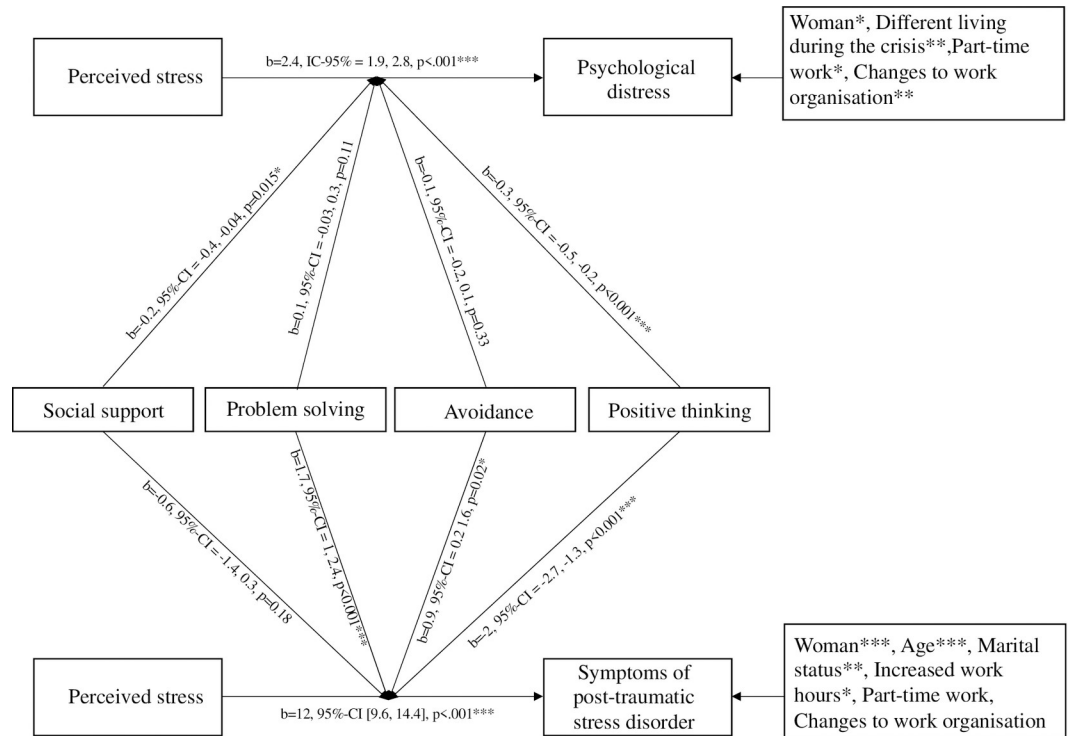 Perceived stress
b=2.4, IC-95% = 1.9, 2.8, p<.001***
Psychological
distress
Woman*, Different living
during the crisis**,Part-time
work*, Changes to work
organisation**
b=-0.2, 95%-CI = -0.4, -0.04, p=0.015*
b=0.1, 95%-CI = -0.03, 0.3, p=0.11
b=-0.1, 95%-CI = -0.2, 0.1, p=0.33
b=-0.3, 95%-CI = -0.5, -0.2, p<0.001***
Social support
Problem solving
Avoidance
Positive thinking
b=-0.6, 95%-CI = -1.4, 0.3, p=0.18
b=1.7, 95%-CI = 1, 2.4, p<0.001***
b=0.9, 95%-CI = 0.2 1.6, p=0.02*
b=-2, 95%-CI = -2.7, -1.3, p<0.001***
Perceived stress
b=12, 95%-CI [9.6, 14.4], p<.001***
Symptoms of
post-traumatic
stress disorder
Woman***, Age***, Marital
status**, Increased work
hours*, Part-time work,
Changes to work organisation